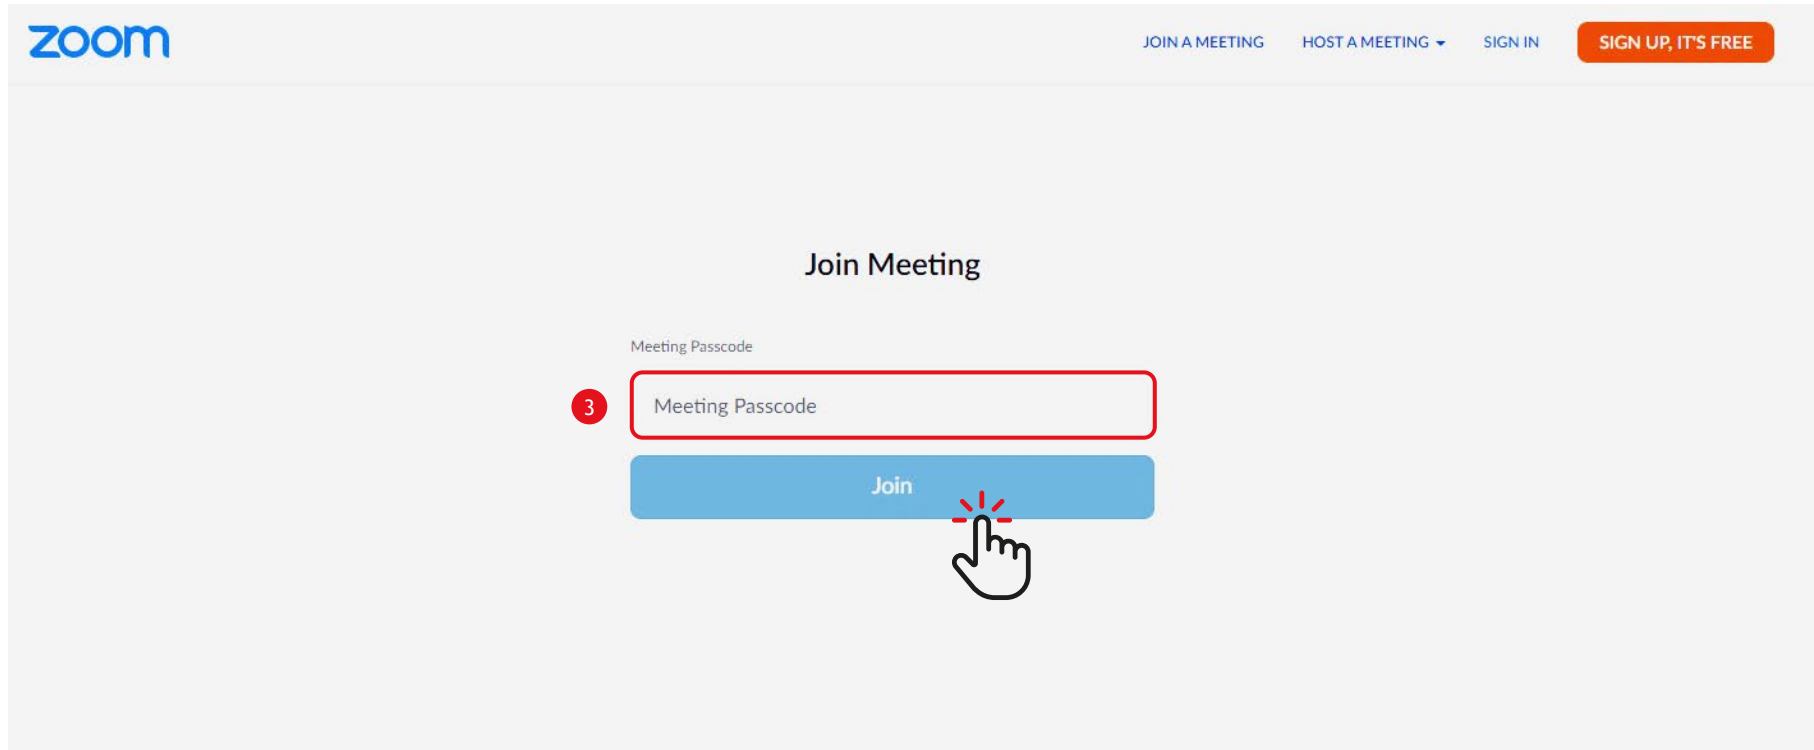 zoom
JOIN A MEETING HOST A MEETING SIGN IN SIGN UP, IT'S FREE
Join Meeting
Meeting Passcode
3 Meeting Passcode
Join